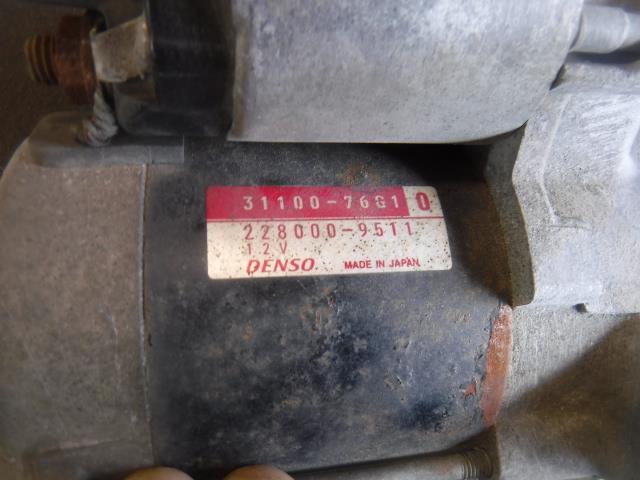 31100-76G1 0
228000-9511
12V
DENSO MADE IN JAPAN